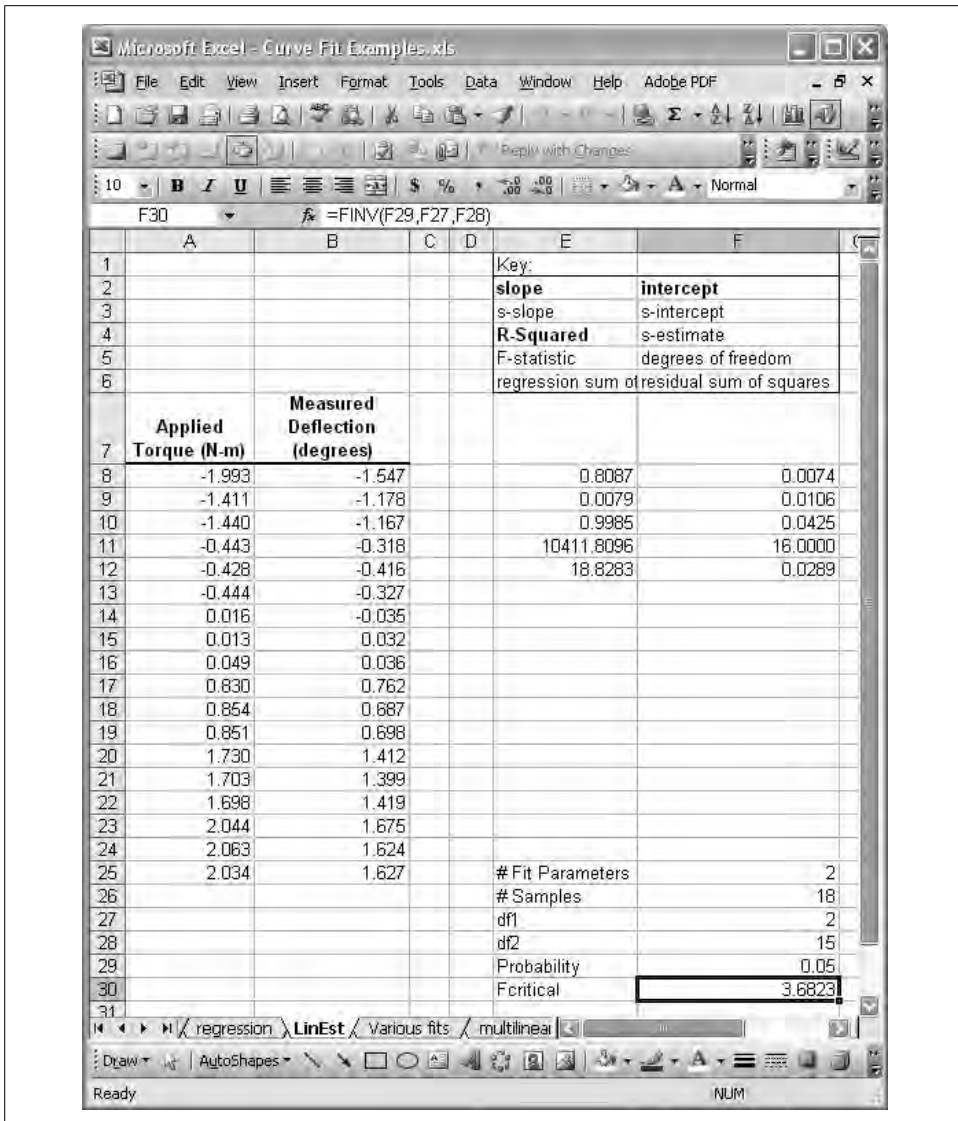 Microsoft Excel - Curve Fit Examples.xls
File Edit View Insert Format Tools Data Window Help Adobe PDF
Reply with Changes
10 B I U $ % , Normal
F30 fx =FINV(F29,F27,F28)
A B C D E F
1 Key:
2 slope intercept
3 s-slope s-intercept
4 R-Squared s-estimate
5 F-statistic degrees of freedom
6 regression sum of residual sum of squares
7 Applied Torque (N-m) Measured Deflection (degrees)
8 -1.993 -1.547 0.8087 0.0074
9 -1.411 -1.178 0.0079 0.0106
10 -1.440 -1.167 0.9985 0.0425
11 -0.443 -0.318 10411.8096 16.0000
12 -0.428 -0.416 18.8283 0.0289
13 -0.444 -0.327
14 0.016 -0.035
15 0.013 0.032
16 0.049 0.036
17 0.830 0.762
18 0.854 0.687
19 0.851 0.698
20 1.730 1.412
21 1.703 1.399
22 1.698 1.419
23 2.044 1.675
24 2.063 1.624
25 2.034 1.627 # Fit Parameters 2
26 # Samples 18
27 df1 2
28 df2 15
29 Probability 0.05
30 Fcritical 3.6823
31
regression LinEst Various fits multilinear
Draw AutoShapes
Ready NUM